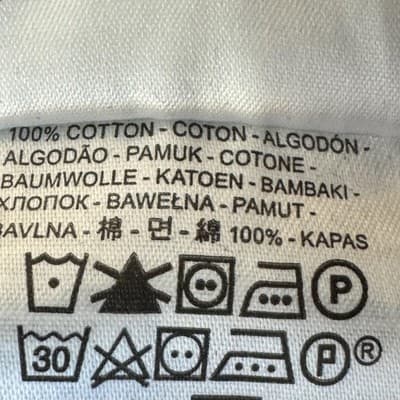 100% COTTON - COTON - ALGODÓN -
ALGODÃO - PAMUK - COTONE -
BAUMWOLLE - KATOEN - BAMBAKI -
ХЛОПОК - BAWEŁNA - PAMUT -
BAVLNA - 棉 - 면 - 綿 100% - KAPAS
P
30 P ®